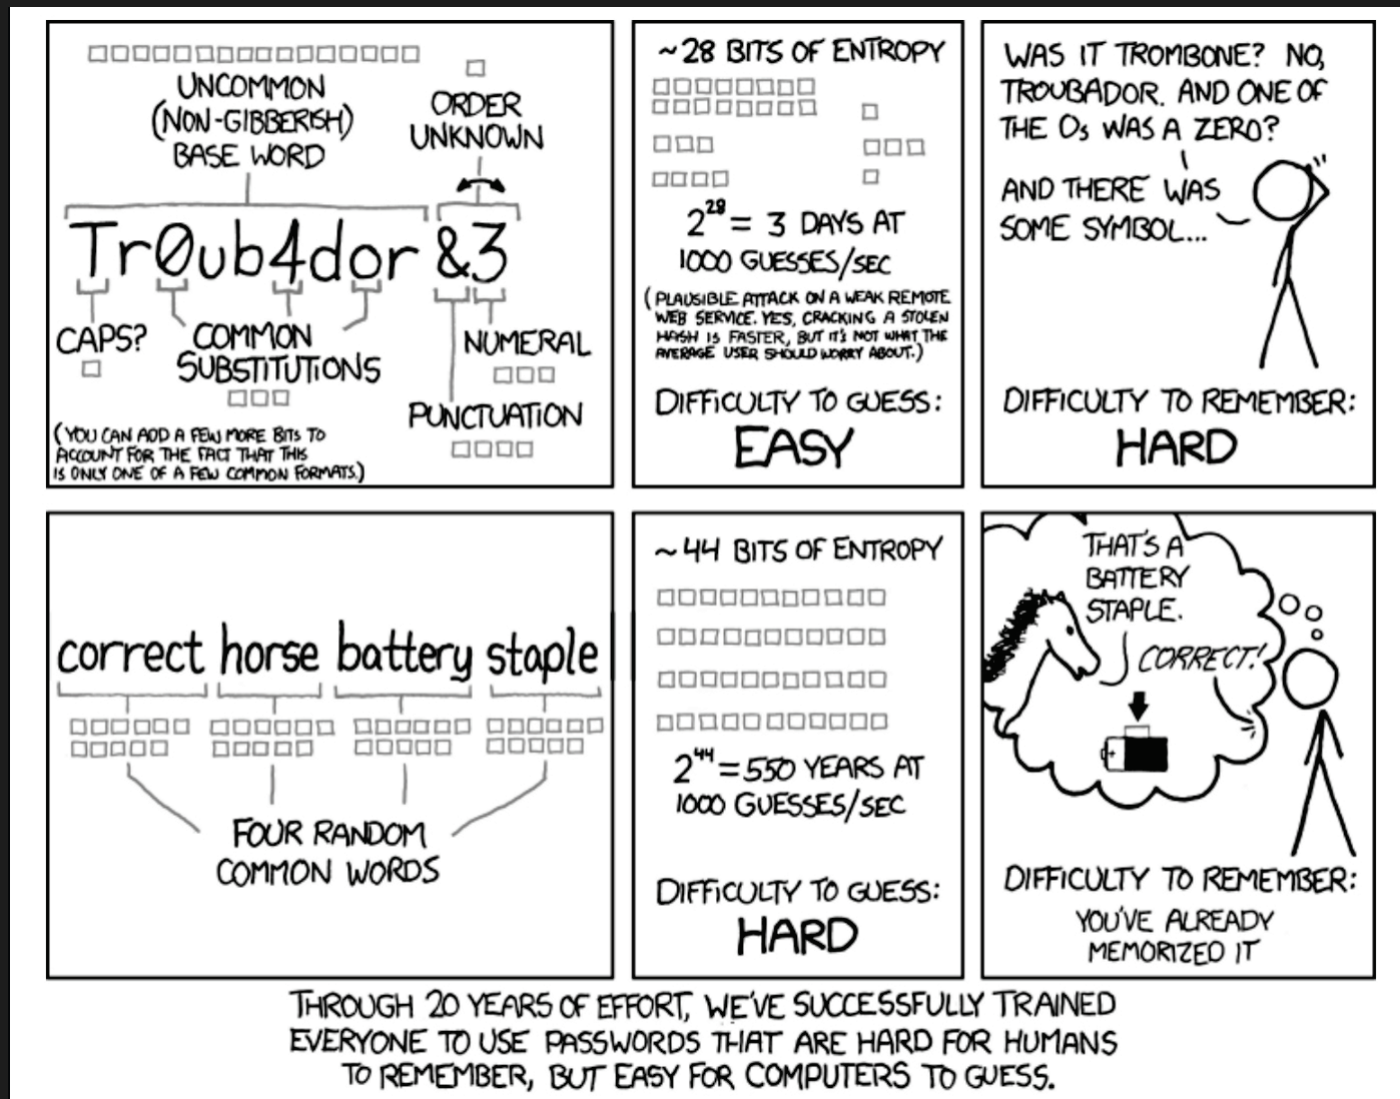 UNCOMMON
(NON-GIBBERISH)
BASE WORD
ORDER
UNKNOWN
Tr0ub4dor &3
CAPS?
COMMON
SUBSTITUTIONS
NUMERAL
PUNCTUATION
(YOU CAN ADD A FEW MORE BITS TO
ACCOUNT FOR THE FACT THAT THIS
IS ONLY ONE OF A FEW COMMON FORMATS.)
~28 BITS OF ENTROPY
2^28 = 3 DAYS AT
1000 GUESSES/SEC
(PLAUSIBLE ATTACK ON A WEAK REMOTE
WEB SERVICE. YES, CRACKING A STOLEN
HASH IS FASTER, BUT IT'S NOT WHAT THE
AVERAGE USER SHOULD WORRY ABOUT.)
DIFFICULTY TO GUESS:
EASY
WAS IT TROMBONE? NO,
TROUBADOR. AND ONE OF
THE Os WAS A ZERO?
AND THERE WAS
SOME SYMBOL...
DIFFICULTY TO REMEMBER:
HARD
correct horse battery staple
FOUR RANDOM
COMMON WORDS
~44 BITS OF ENTROPY
2^44 = 550 YEARS AT
1000 GUESSES/SEC
DIFFICULTY TO GUESS:
HARD
THAT'S A
BATTERY
STAPLE.
CORRECT!
DIFFICULTY TO REMEMBER:
YOU'VE ALREADY
MEMORIZED IT
THROUGH 20 YEARS OF EFFORT, WE'VE SUCCESSFULLY TRAINED
EVERYONE TO USE PASSWORDS THAT ARE HARD FOR HUMANS
TO REMEMBER, BUT EASY FOR COMPUTERS TO GUESS.